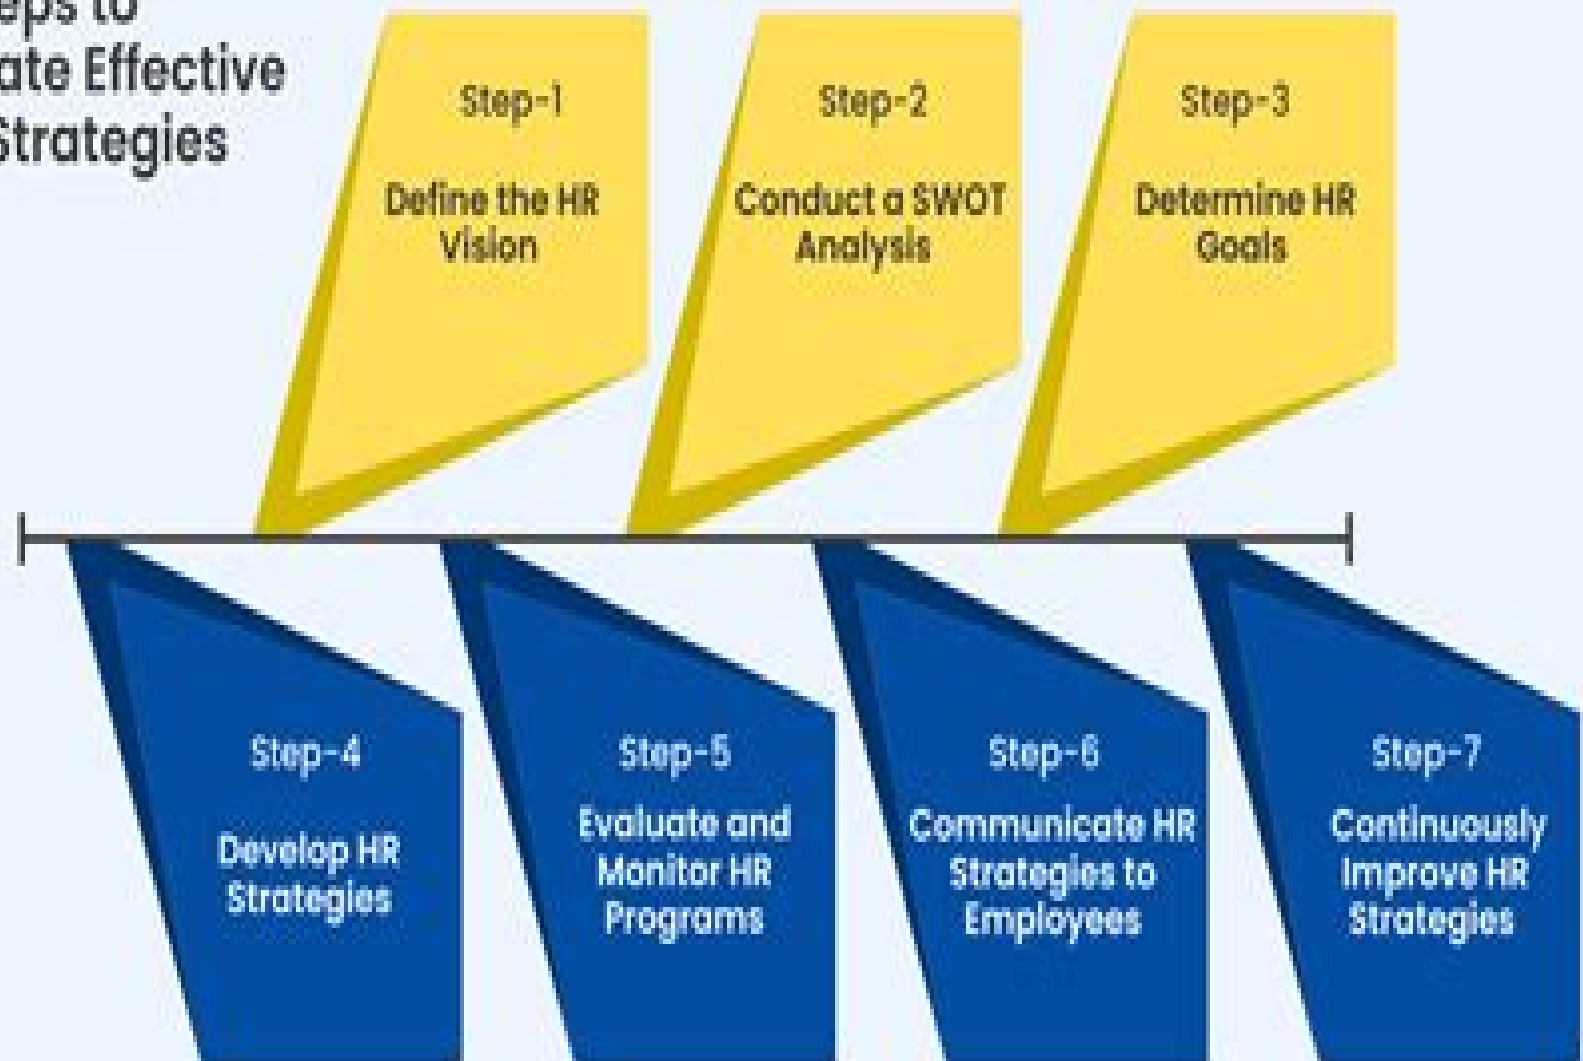 eps to
ate Effective
Strategies
Step-1
Define the HR
Vision
Step-2
Conduct a SWOT
Analysis
Step-3
Determine HR
Goals
Step-4
Develop HR
Strategies
Step-5
Evaluate and
Monitor HR
Programs
Step-6
Communicate HR
Strategies to
Employees
Step-7
Continuously
Improve HR
Strategies